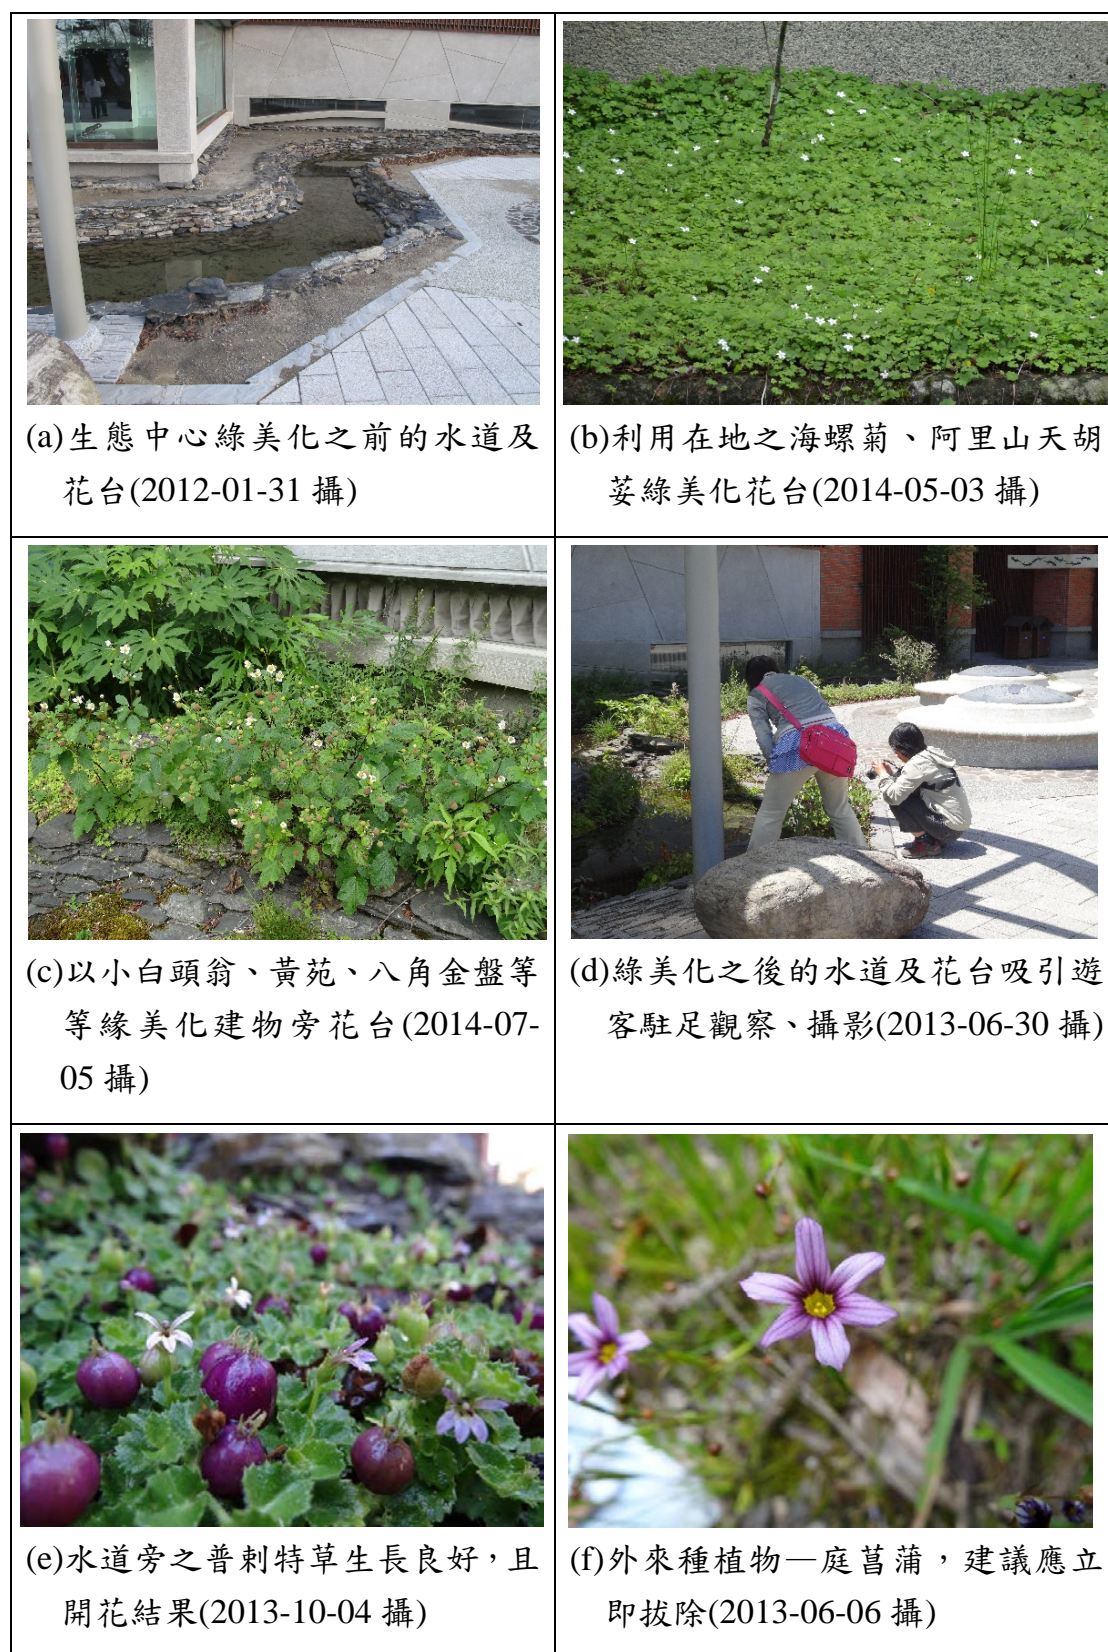 (a)生態中心綠美化之前的水道及
花台(2012-01-31 攝)
(b)利用在地之海螺菊、阿里山天胡
荽綠美化花台(2014-05-03 攝)
(c)以小白頭翁、黃苑、八角金盤等
等緣美化建物旁花台(2014-07-
05 攝)
(d)綠美化之後的水道及花台吸引遊
客駐足觀察、攝影(2013-06-30 攝)
(e)水道旁之普剌特草生長良好，且
開花結果(2013-10-04 攝)
(f)外來種植物—庭菖蒲，建議應立
即拔除(2013-06-06 攝)